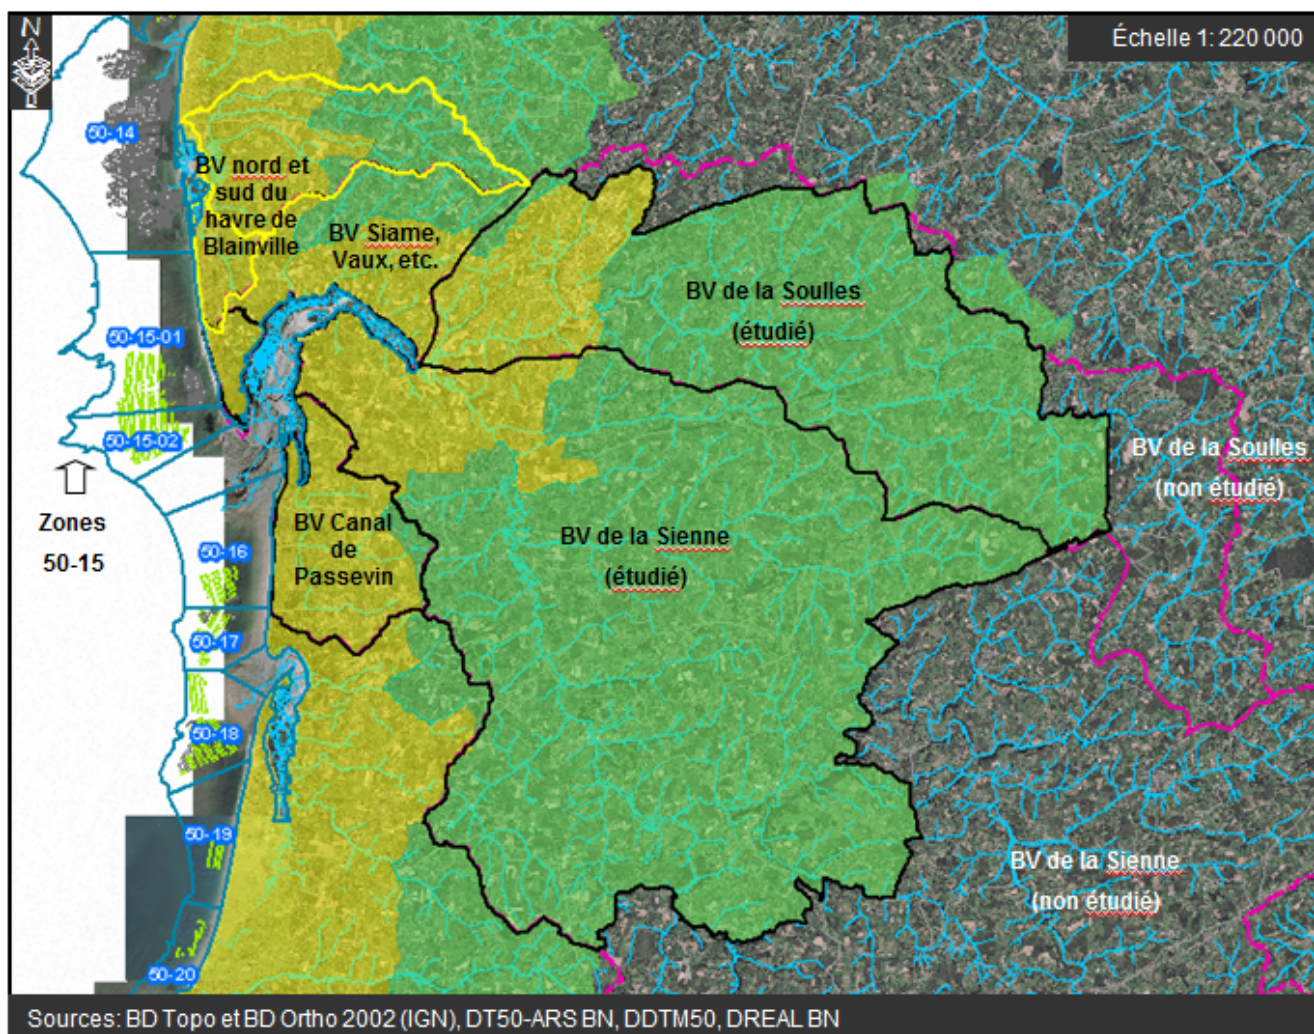 N
Échelle 1: 220 000
50-14
BV nord et
sud du
havre de
Blainville
BV Siame,
Vaux, etc.
BV de la Soulles
(étudié)
50-15-01
50-15-02
Zones
50-15
BV de la Soulles
(non étudié)
BV Canal
de
Passevin
BV de la Sienne
(étudié)
50-16
50-17
50-18
50-19
BV de la Sienne
(non étudié)
50-20
Sources: BD Topo et BD Ortho 2002 (IGN), DT50-ARS BN, DDTM50, DREAL BN